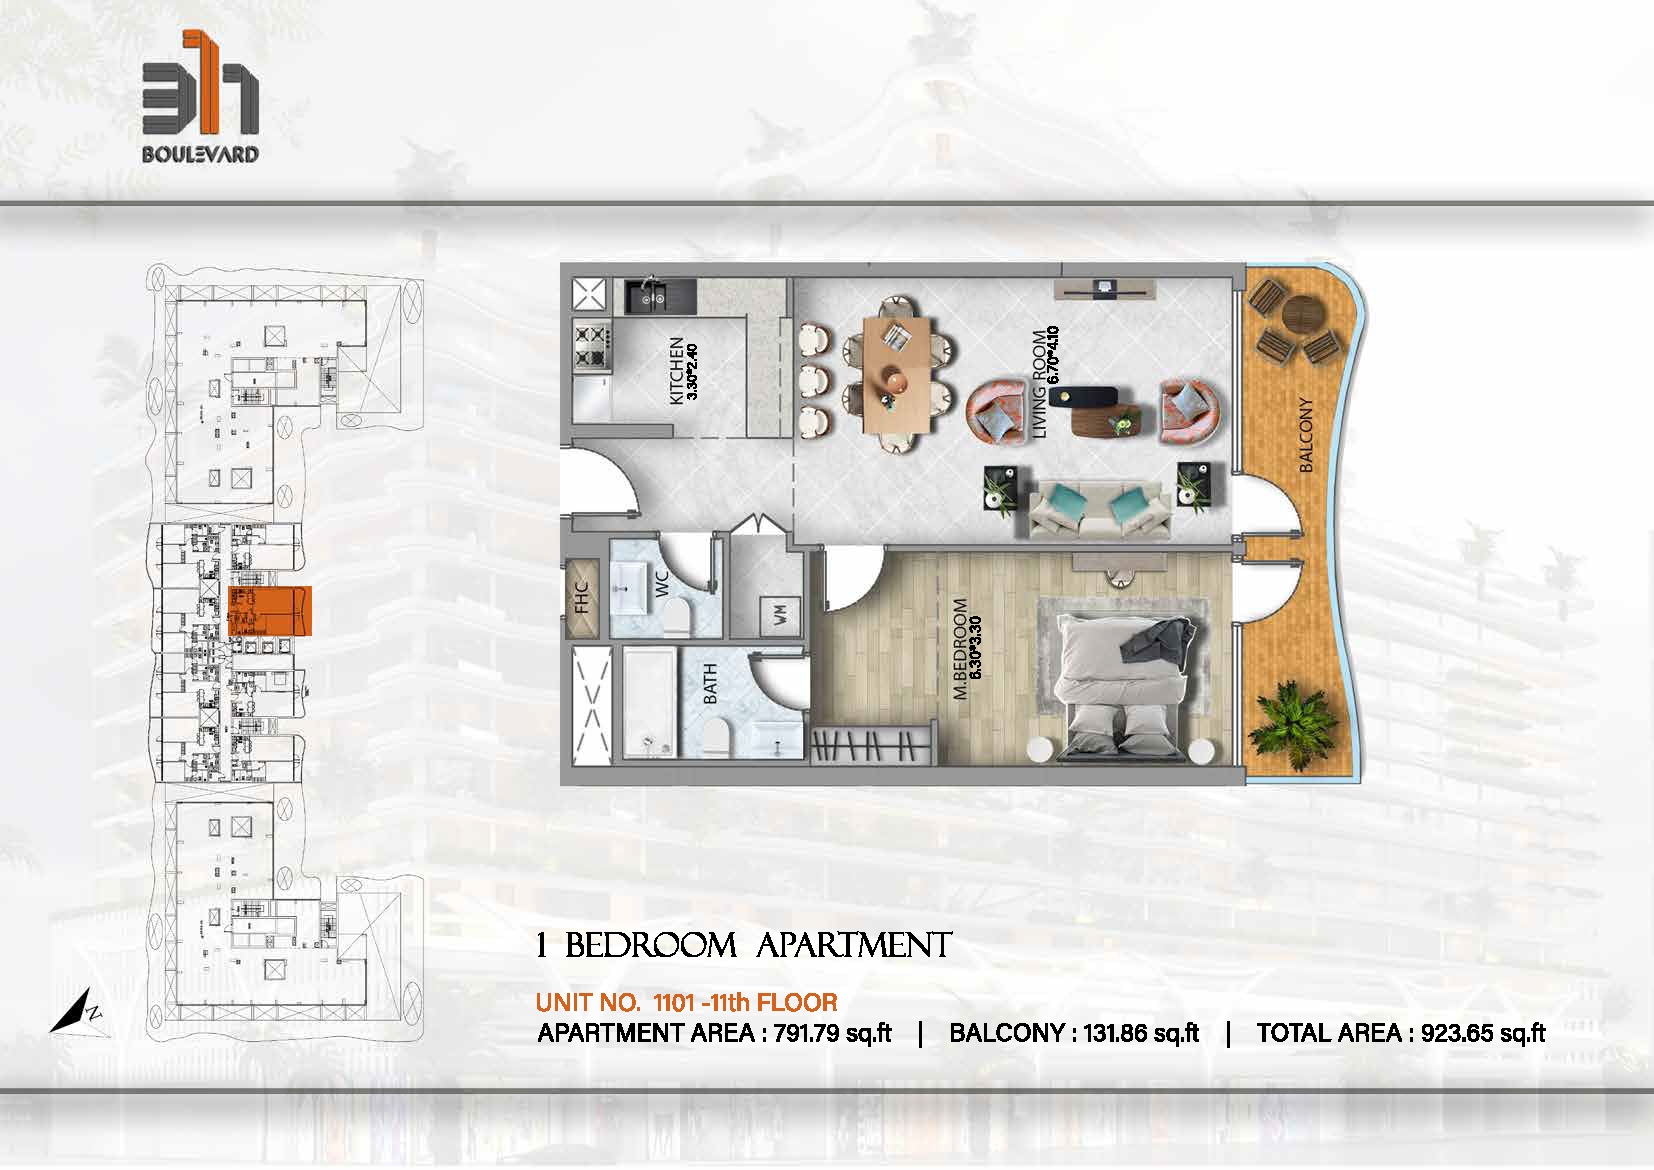 311
BOULEVARD
KITCHEN
3.30*2.40
LIVING ROOM
6.70*4.10
BALCONY
FHC
WC
WM
BATH
M.BEDROOM
6.30*3.30
N
1 BEDROOM APARTMENT
UNIT NO. 1101 -11th FLOOR
APARTMENT AREA : 791.79 sq.ft | BALCONY : 131.86 sq.ft | TOTAL AREA : 923.65 sq.ft